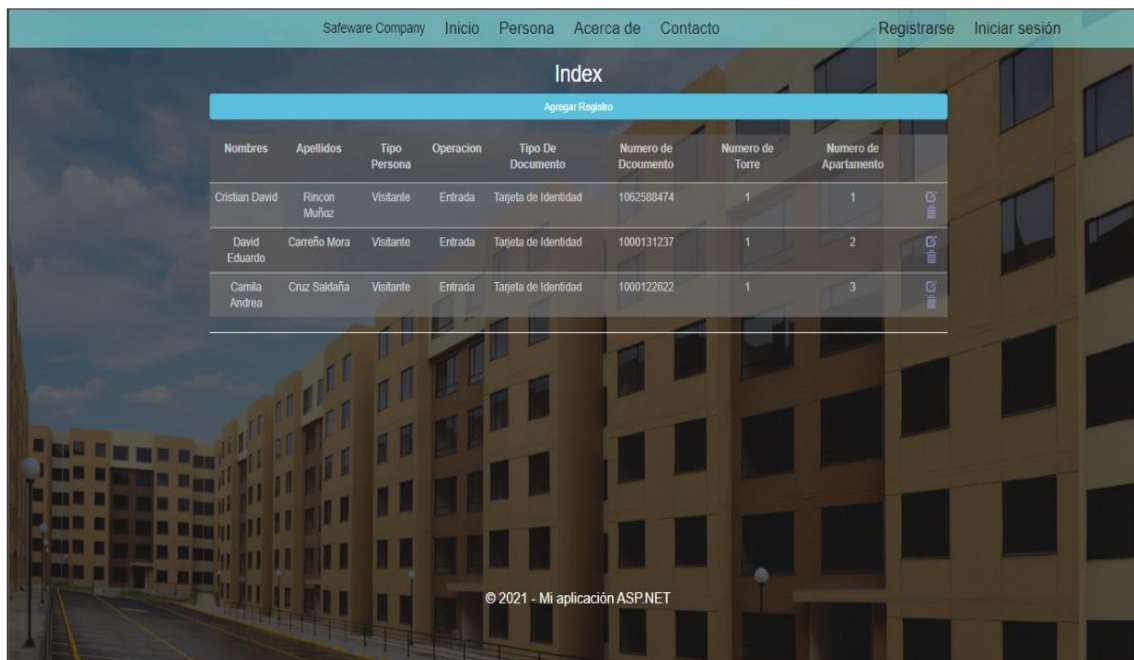 Safeware Company Inicio Persona Acerca de Contacto Registrarse Iniciar sesión
Index
Agregar Registro
Nombres Apellidos Tipo Persona Operacion Tipo De Documento Numero de Dcoumento Numero de Torre Numero de Apartamento
Cristian David Rincon Muñoz Visitante Entrada Tarjeta de Identidad 1062588474 1 1
David Eduardo Carreño Mora Visitante Entrada Tarjeta de Identidad 1000131237 1 2
Camila Andrea Cruz Saldaña Visitante Entrada Tarjeta de Identidad 1000122622 1 3
© 2021 - Mi aplicación ASP.NET